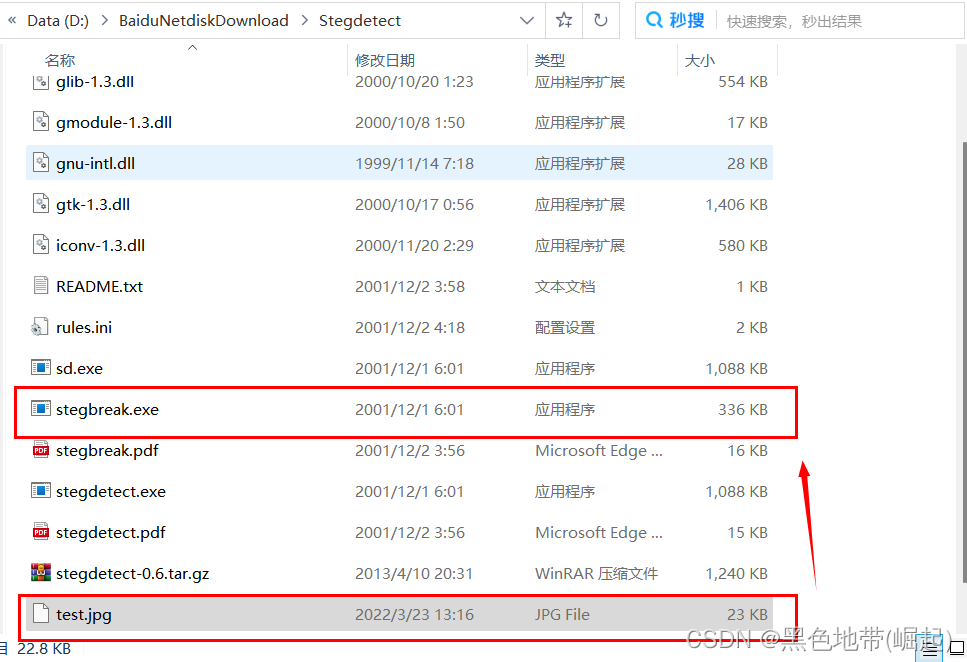 « Data (D:) > BaiduNetdiskDownload > Stegdetect 秒搜 快速搜索，秒出结果
名称 修改日期 类型 大小
glib-1.3.dll 2000/10/20 1:23 应用程序扩展 554 KB
gmodule-1.3.dll 2000/10/8 1:50 应用程序扩展 17 KB
gnu-intl.dll 1999/11/14 7:18 应用程序扩展 28 KB
gtk-1.3.dll 2000/10/17 0:56 应用程序扩展 1,406 KB
iconv-1.3.dll 2000/11/20 2:29 应用程序扩展 580 KB
README.txt 2001/12/2 3:58 文本文档 1 KB
rules.ini 2001/12/2 4:18 配置设置 2 KB
sd.exe 2001/12/1 6:01 应用程序 1,088 KB
stegbreak.exe 2001/12/1 6:01 应用程序 336 KB
stegbreak.pdf 2001/12/2 3:56 Microsoft Edge ... 16 KB
stegdetect.exe 2001/12/1 6:01 应用程序 1,088 KB
stegdetect.pdf 2001/12/2 3:56 Microsoft Edge ... 15 KB
stegdetect-0.6.tar.gz 2013/4/10 20:31 WinRAR 压缩文件 1,240 KB
test.jpg 2022/3/23 13:16 JPG File 23 KB
CSDN @黑色地带(崛起)
22.8 KB